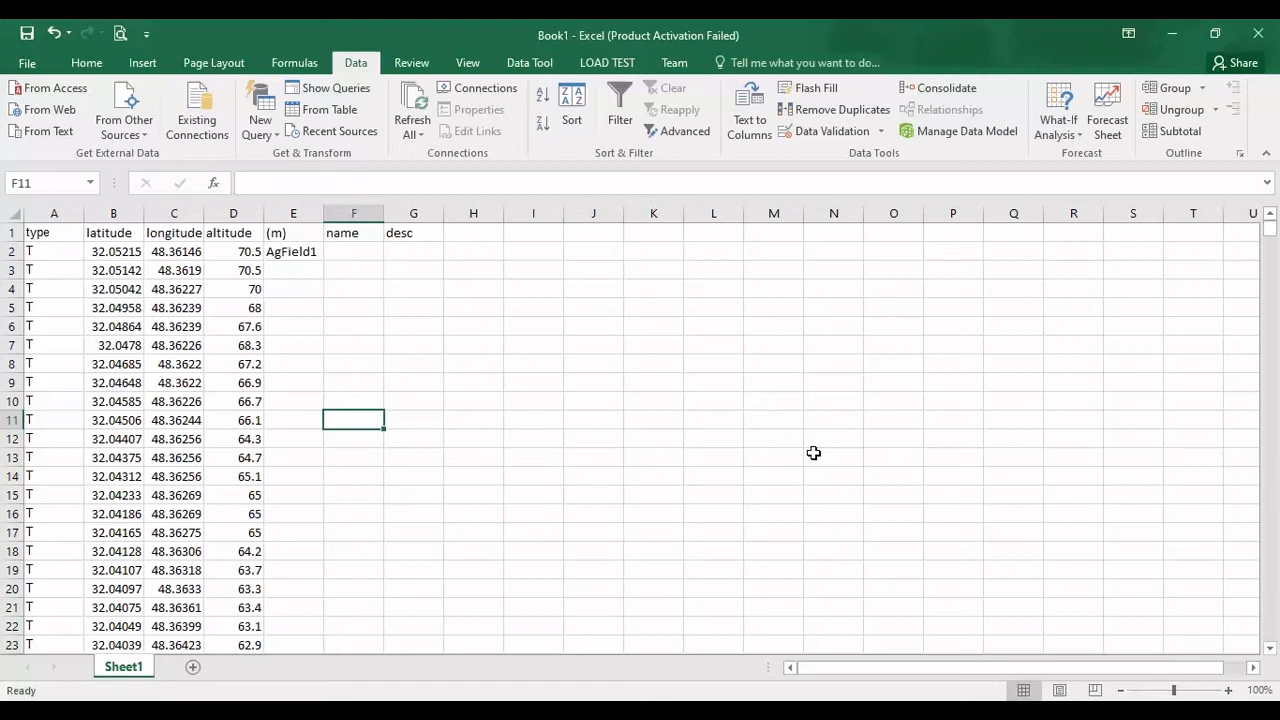 Book1 - Excel (Product Activation Failed)
File Home Insert Page Layout Formulas Data Review View Data Tool LOAD TEST Team Tell me what you want to do... Share
From Access
From Web
From Text
From Other Sources
Existing Connections
Get External Data
New Query
Show Queries
From Table
Recent Sources
Get & Transform
Refresh All
Connections
Properties
Edit Links
Connections
Sort
Filter
Clear
Reapply
Advanced
Sort & Filter
Text to Columns
Flash Fill
Remove Duplicates
Data Validation
Consolidate
Relationships
Manage Data Model
Data Tools
What-If Analysis
Forecast Sheet
Forecast
Group
Ungroup
Subtotal
Outline
F11 fx
A B C D E F G H I J K L M N O P Q R S T U
1 type latitude longitude altitude (m) name desc
2 T 32.05215 48.36146 70.5 AgField1
3 T 32.05142 48.3619 70.5
4 T 32.05042 48.36227 70
5 T 32.04958 48.36239 68
6 T 32.04864 48.36239 67.6
7 T 32.0478 48.36226 68.3
8 T 32.04685 48.3622 67.2
9 T 32.04648 48.3622 66.9
10 T 32.04585 48.36226 66.7
11 T 32.04506 48.36244 66.1
12 T 32.04407 48.36256 64.3
13 T 32.04375 48.36256 64.7
14 T 32.04312 48.36256 65.1
15 T 32.04233 48.36269 65
16 T 32.04186 48.36269 65
17 T 32.04165 48.36275 65
18 T 32.04128 48.36306 64.2
19 T 32.04107 48.36318 63.7
20 T 32.04097 48.3633 63.3
21 T 32.04075 48.36361 63.4
22 T 32.04049 48.36399 63.1
23 T 32.04039 48.36423 62.9
Sheet1
Ready 100%